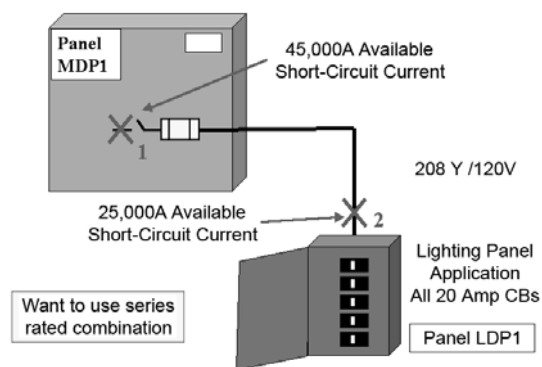 Panel
MDP1
45,000A Available
Short-Circuit Current
1
208 Y /120V
25,000A Available
Short-Circuit Current
2
Lighting Panel
Application
All 20 Amp CBs
Want to use series
rated combination
Panel LDP1